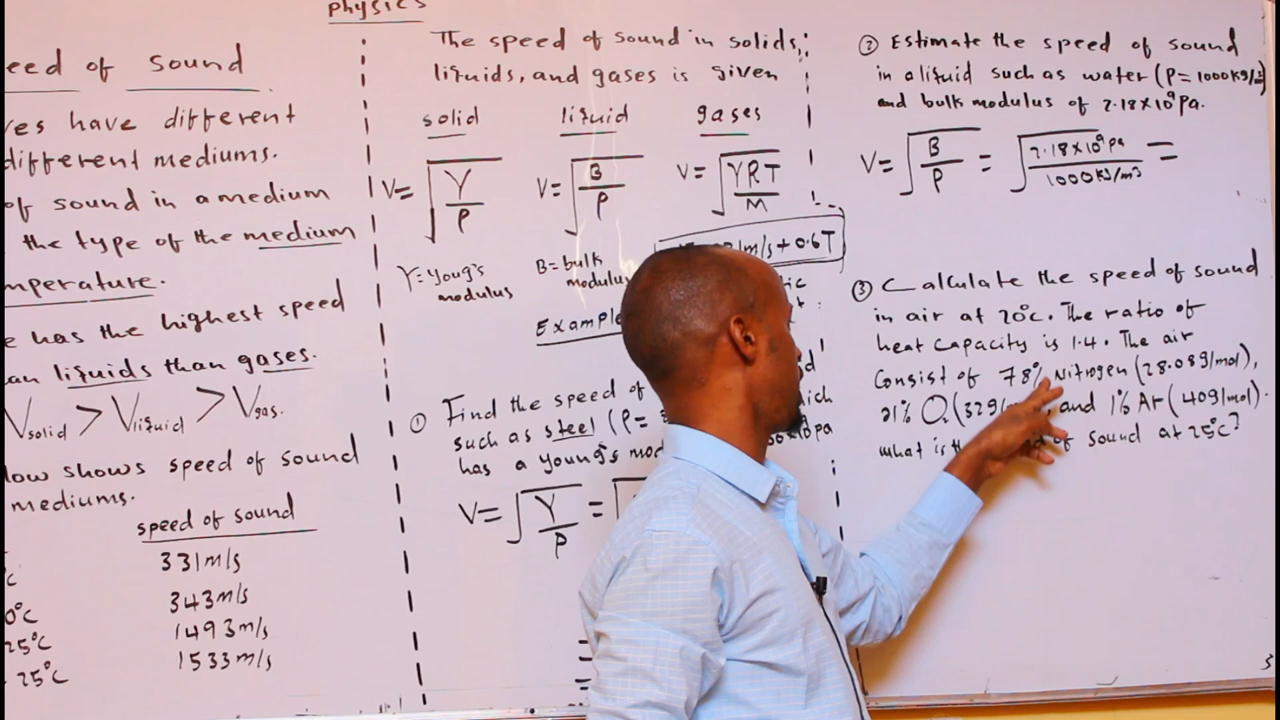 Physics
eed of sound
ves have different
different mediums.
of sound in a medium
the type of the medium
mperature.
e has the highest speed
an liquids than gases.
Vsolid > Vliquid > Vgas.
low shows speed of sound
mediums.
speed of sound
331m/s
c
343m/s
0°c
1493m/s
25°c
1533m/s
25°c
The speed of sound in solids,
liquids, and gases is given
solid liquid gases
V= √Y/ρ V= √B/ρ V= √γRT/M
m/s + 0.6T
Y= Youg's
modulus
B= bulk
modulus
Example
① Find the speed of
such as steel (ρ=
has a Young's mod
V= √Y/ρ =
② Estimate the speed of sound
in a liquid such as water (ρ= 1000kg/m³)
and bulk modulus of 2.18x10⁹pa.
V= √B/ρ = √2.18x10⁹pa/1000kg/m³ =
③ Calculate the speed of sound
in air at 20°c. The ratio of
heat capacity is 1.4. The air
consist of 78% Nitrogen (28.08g/mol),
21% O₂ (32g/ and 1% Ar (40g/mol).
what is of sound at 25°c?